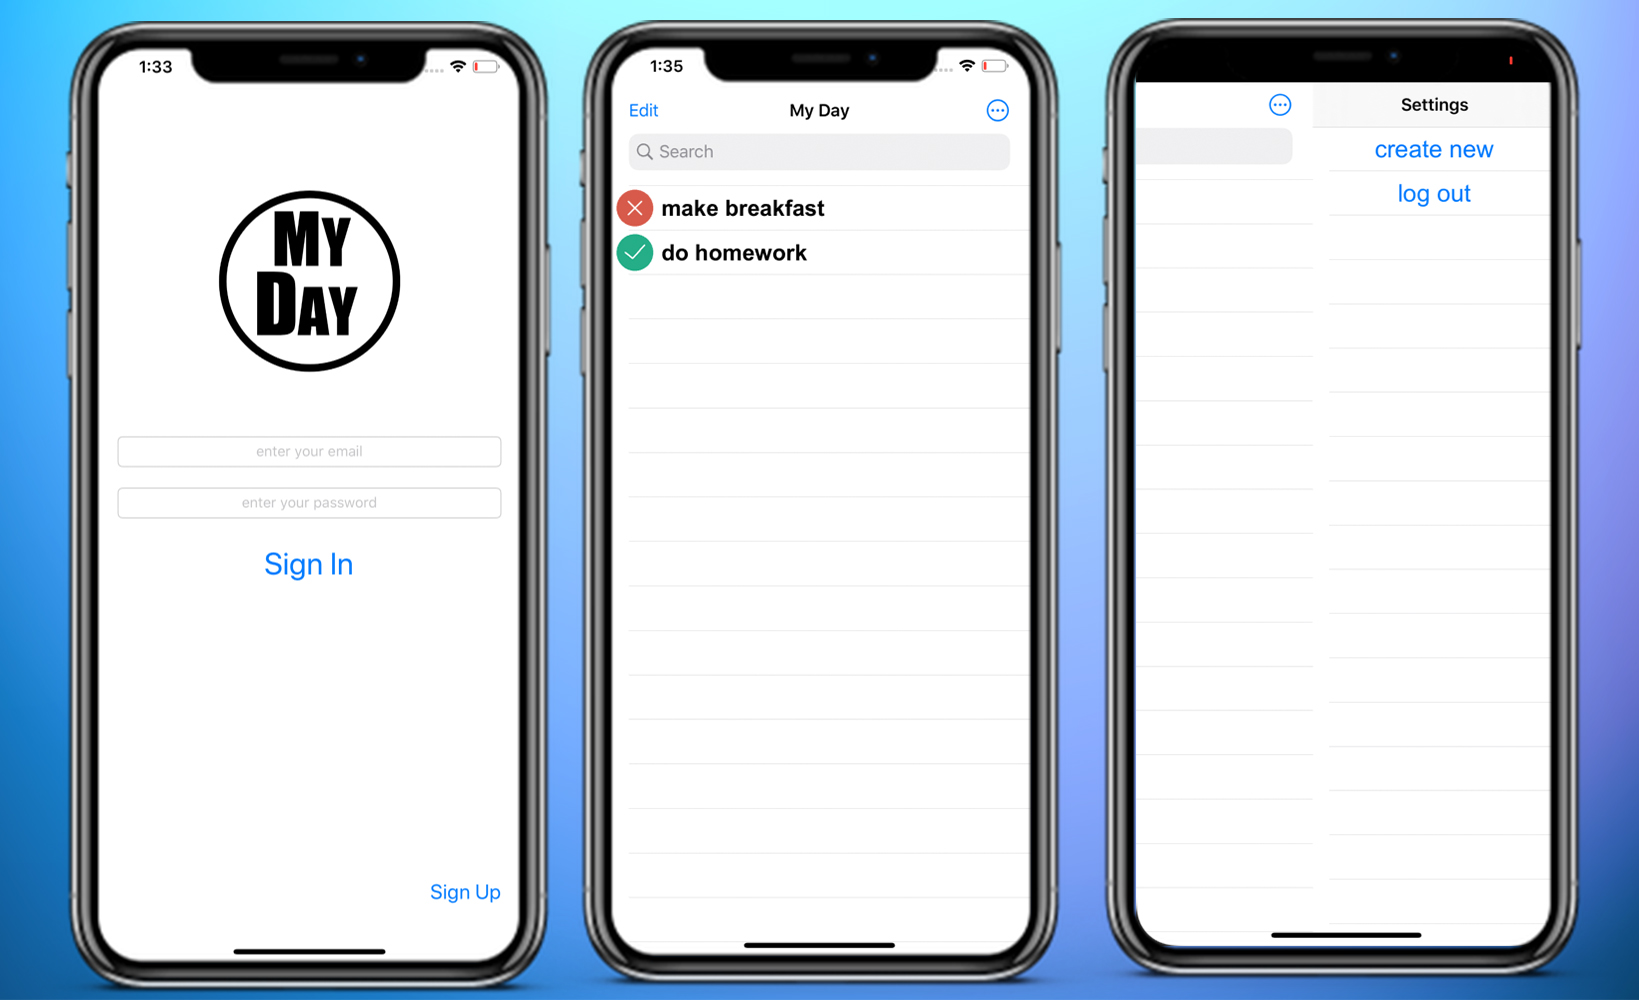 1:33
MY
DAY
enter your email
enter your password
Sign In
Sign Up
1:35
Edit My Day
Search
make breakfast
do homework
Settings
create new
log out